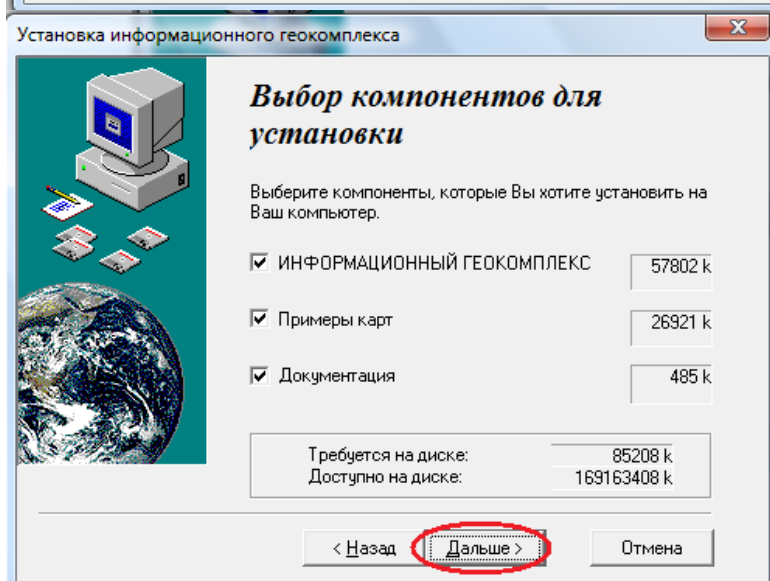 Установка информационного геокомплекса
Выбор компонентов для
установки
Выберите компоненты, которые Вы хотите установить на
Ваш компьютер.
ИНФОРМАЦИОННЫЙ ГЕОКОМПЛЕКС 57802 k
Примеры карт 26921 k
Документация 485 k
Требуется на диске: 85208 k
Доступно на диске: 169163408 k
< Назад Дальше > Отмена